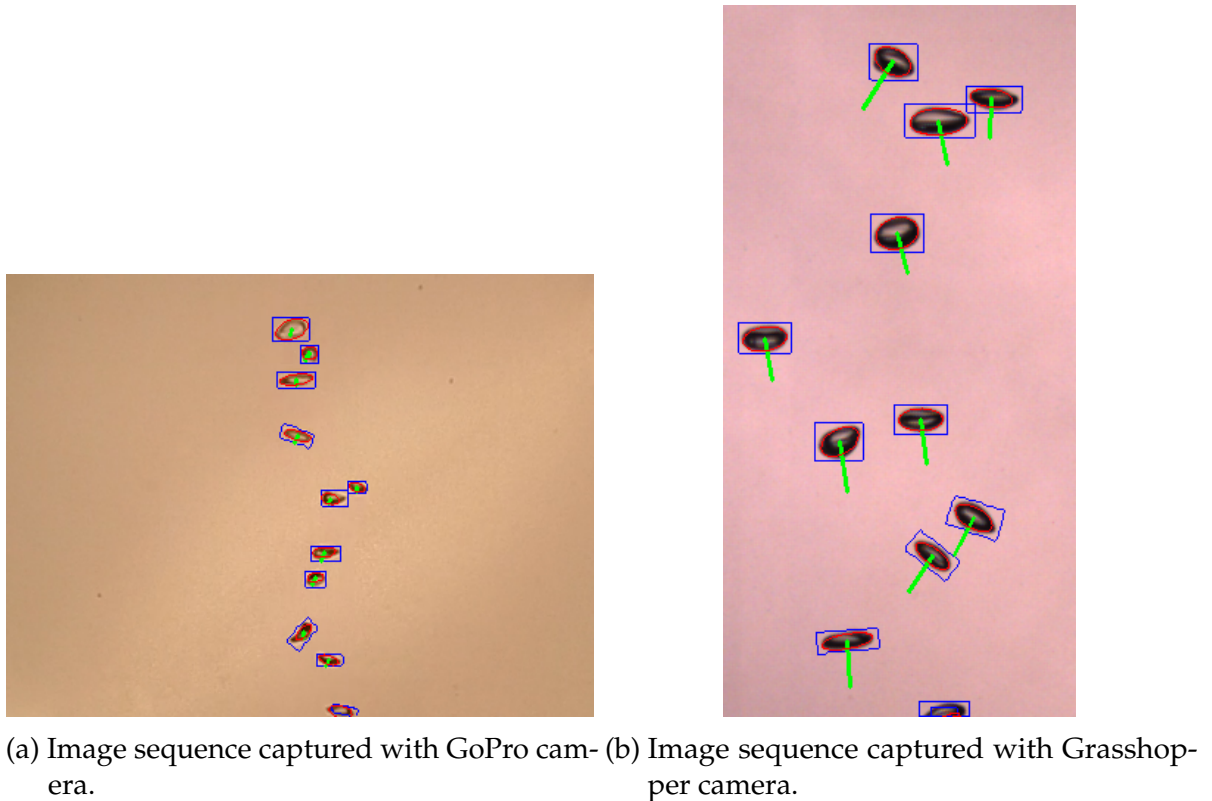 (a) Image sequence captured with GoPro cam-
era.
(b) Image sequence captured with Grasshop-
per camera.